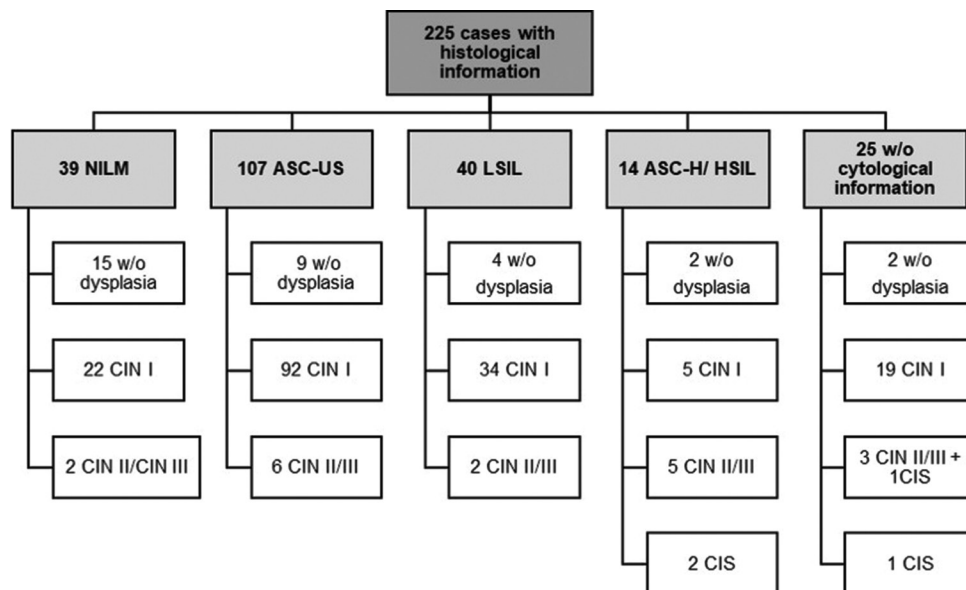 225 cases with
histological
information
39 NILM
107 ASC-US
40 LSIL
14 ASC-H/ HSIL
25 w/o
cytological
information
15 w/o
dysplasia
9 w/o
dysplasia
4 w/o
dysplasia
2 w/o
dysplasia
2 w/o
dysplasia
22 CIN I
92 CIN I
34 CIN I
5 CIN I
19 CIN I
2 CIN II/CIN III
6 CIN II/III
2 CIN II/III
5 CIN II/III
3 CIN II/III +
1CIS
2 CIS
1 CIS